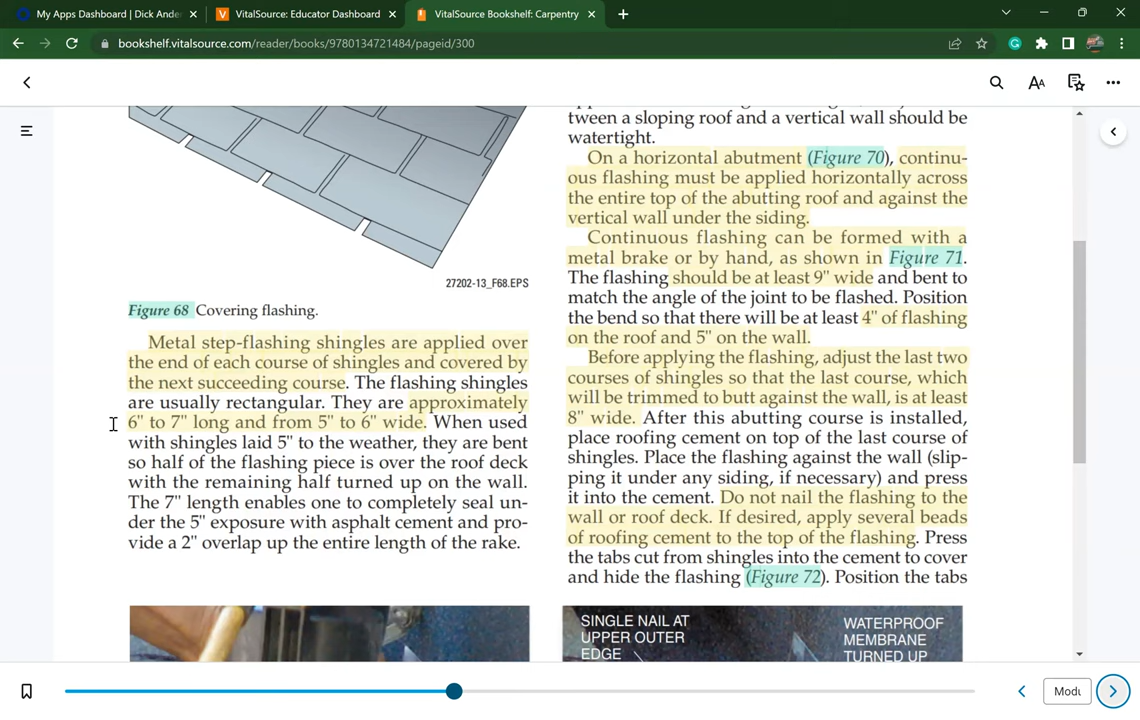 My Apps Dashboard | Dick Ande
VitalSource: Educator Dashboard
VitalSource Bookshelf: Carpentry
bookshelf.vitalsource.com/reader/books/9780134721484/pageid/300
27202-13_F68.EPS
Figure 68 Covering flashing.
Metal step-flashing shingles are applied over
the end of each course of shingles and covered by
the next succeeding course. The flashing shingles
are usually rectangular. They are approximately
6" to 7" long and from 5" to 6" wide. When used
with shingles laid 5" to the weather, they are bent
so half of the flashing piece is over the roof deck
with the remaining half turned up on the wall.
The 7" length enables one to completely seal un-
der the 5" exposure with asphalt cement and pro-
vide a 2" overlap up the entire length of the rake.
tween a sloping roof and a vertical wall should be
watertight.
On a horizontal abutment (Figure 70), continu-
ous flashing must be applied horizontally across
the entire top of the abutting roof and against the
vertical wall under the siding.
Continuous flashing can be formed with a
metal brake or by hand, as shown in Figure 71.
The flashing should be at least 9" wide and bent to
match the angle of the joint to be flashed. Position
the bend so that there will be at least 4" of flashing
on the roof and 5" on the wall.
Before applying the flashing, adjust the last two
courses of shingles so that the last course, which
will be trimmed to butt against the wall, is at least
8" wide. After this abutting course is installed,
place roofing cement on top of the last course of
shingles. Place the flashing against the wall (slip-
ping it under any siding, if necessary) and press
it into the cement. Do not nail the flashing to the
wall or roof deck. If desired, apply several beads
of roofing cement to the top of the flashing. Press
the tabs cut from shingles into the cement to cover
and hide the flashing (Figure 72). Position the tabs
SINGLE NAIL AT
UPPER OUTER
EDGE
WATERPROOF
MEMBRANE
TURNED UP
Modu